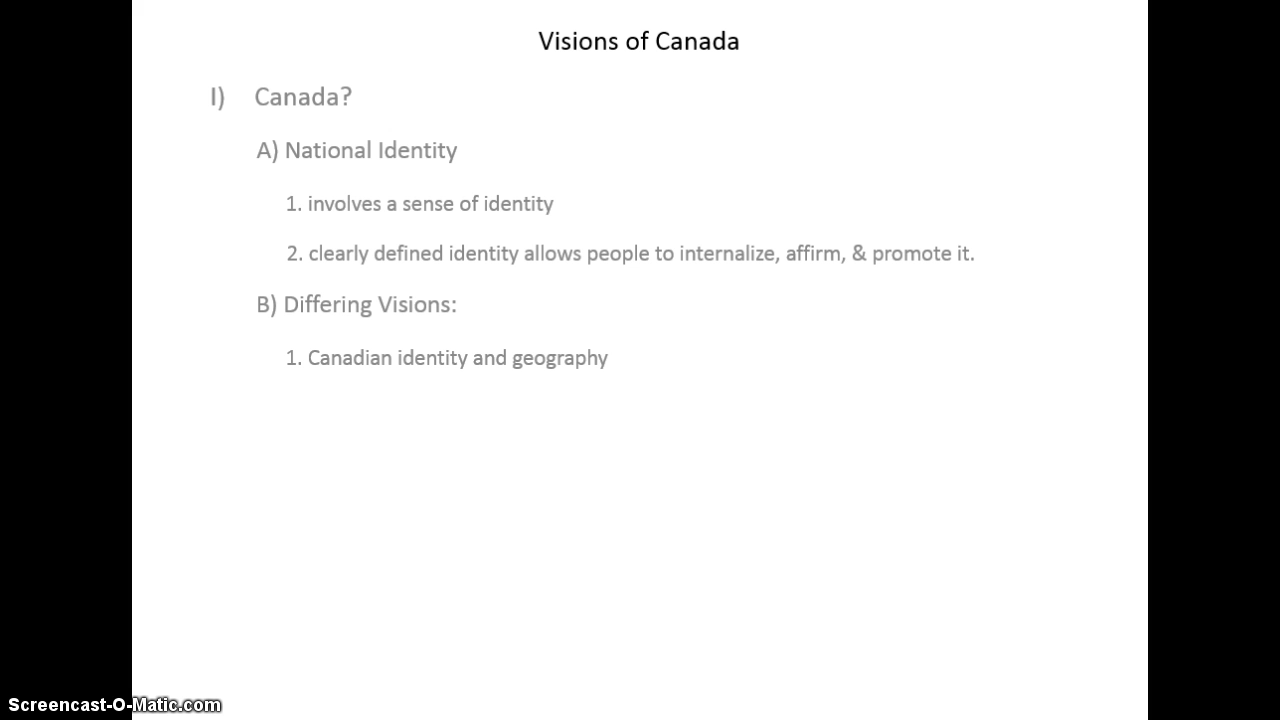 Visions of Canada
I) Canada?
A) National Identity
1. involves a sense of identity
2. clearly defined identity allows people to internalize, affirm, & promote it.
B) Differing Visions:
1. Canadian identity and geography
Screencast-O-Matic.com